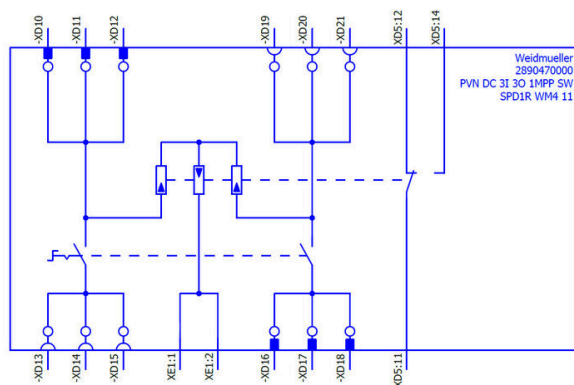 -XD10
-XD11
-XD12
-XD19
-XD20
-XD21
XD5:12
XD5:14
Weidmueller
2890470000
PVN DC 3I 3O 1MPP SW
SPD1R WM4 11
-XD13
-XD14
-XD15
XE1:1
XE1:2
-XD16
-XD17
-XD18
XD5:11